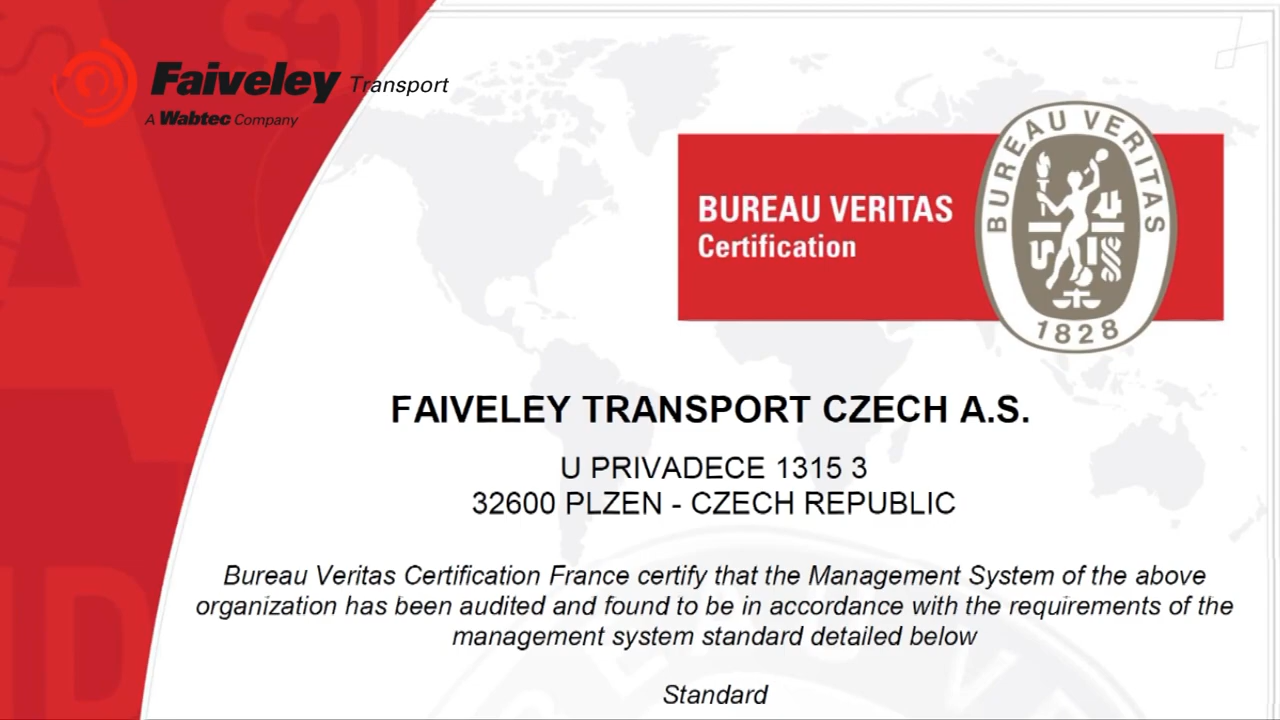 Faiveley Transport
A Wabtec Company
BUREAU VERITAS
1828
BUREAU VERITAS
Certification
FAIVELEY TRANSPORT CZECH A.S.
U PRIVADECE 1315 3
32600 PLZEN - CZECH REPUBLIC
Bureau Veritas Certification France certify that the Management System of the above
organization has been audited and found to be in accordance with the requirements of the
management system standard detailed below
Standard